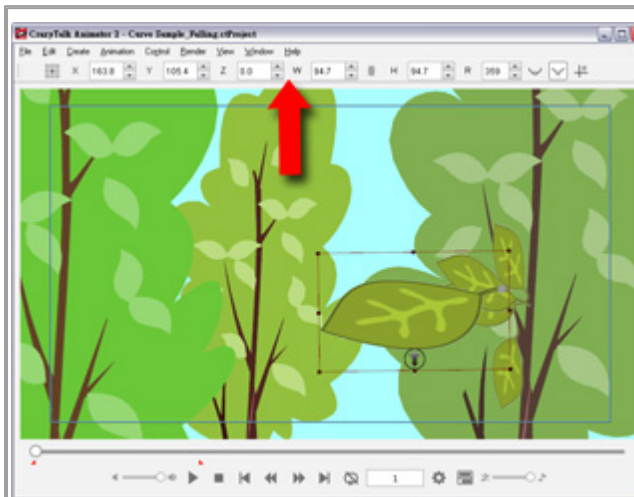 CrazyTalk Animator 2 - Curve Sample_Falling.ctProject
File Edit Create Animation Control Render View Window Help
X 163.8 Y 105.4 Z 0.0 W 94.7 H 94.7 R 359
1